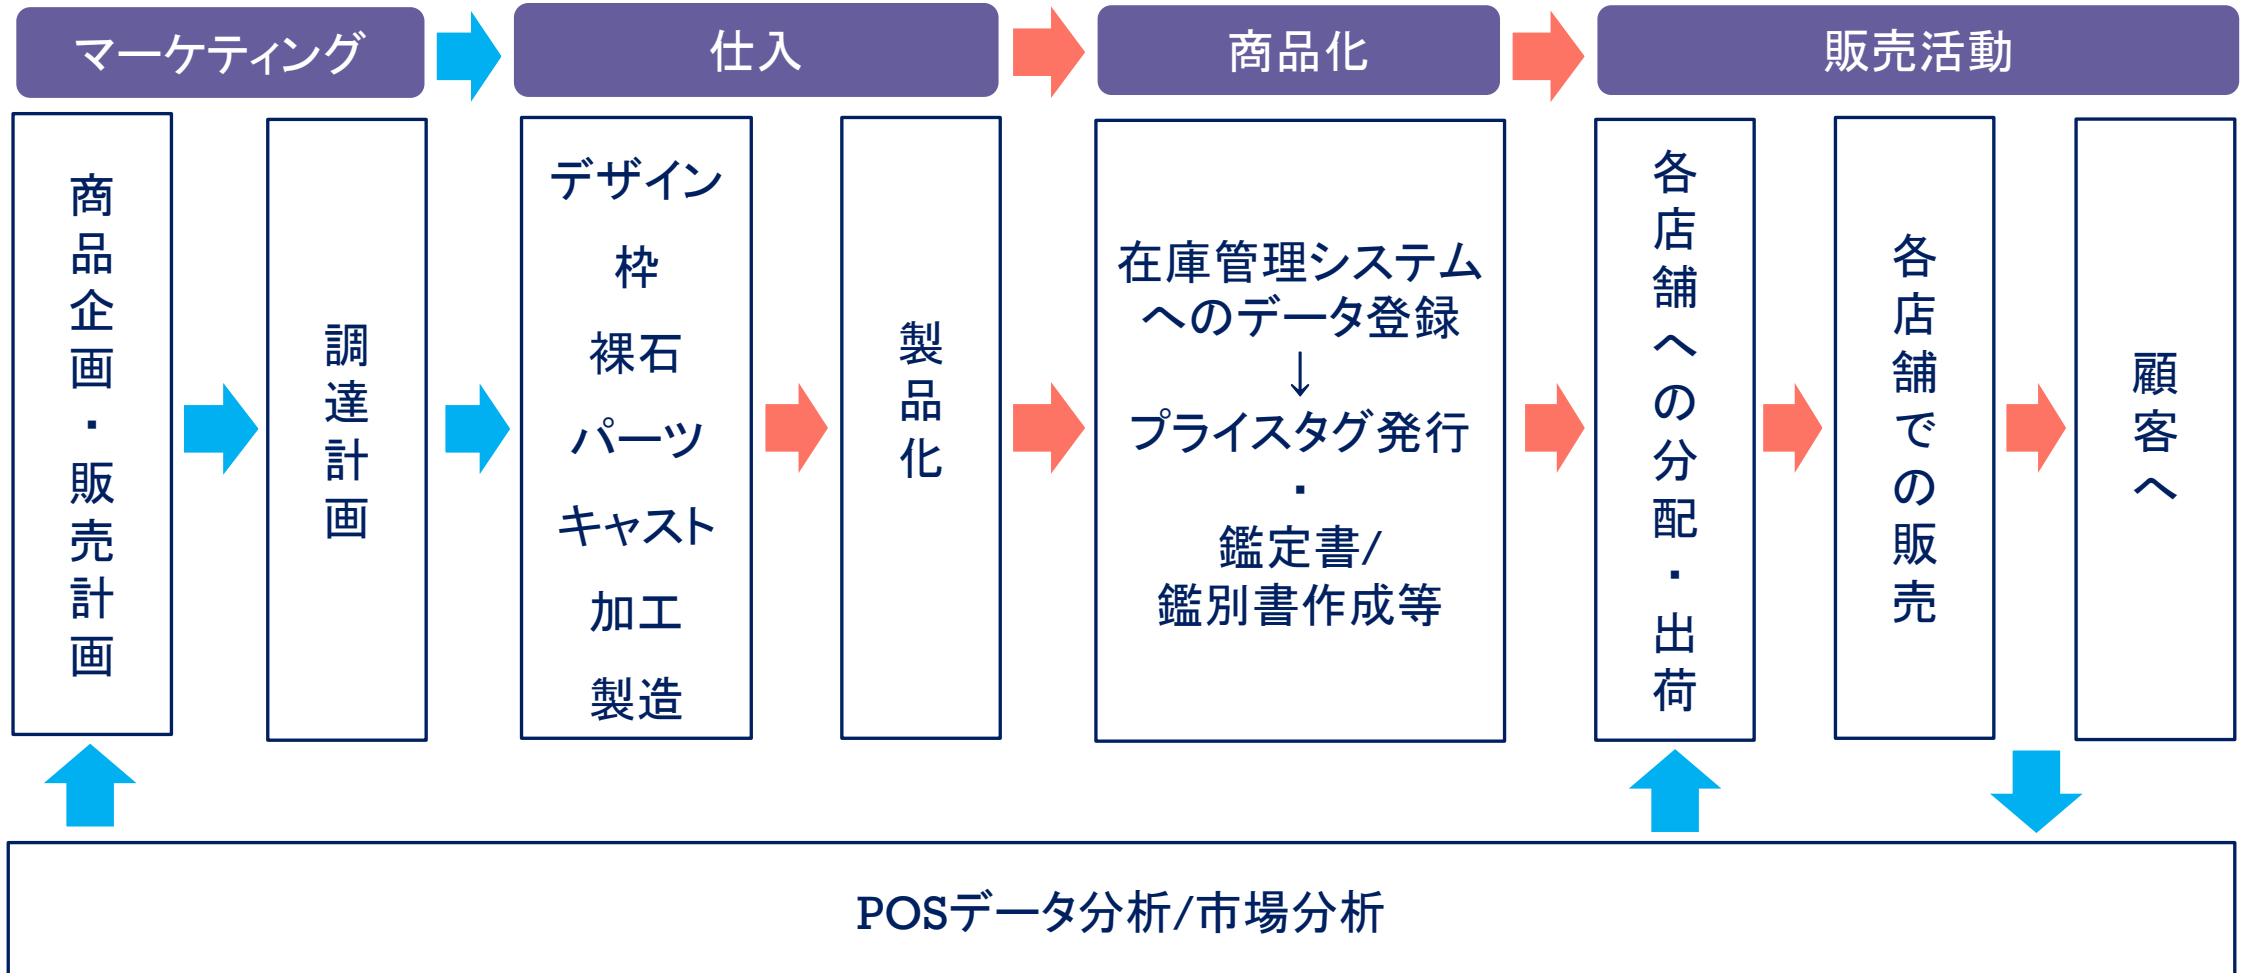 マーケティング
仕入
商品化
販売活動
商品企画・販売計画
調達計画
デザイン
枠
裸石
パーツ
キャスト
加工
製造
製品化
在庫管理システム
へのデータ登録
↓
プライスタグ発行
・
鑑定書/
鑑別書作成等
各店舗への分配・出荷
各店舗での販売
顧客へ
POSデータ分析/市場分析